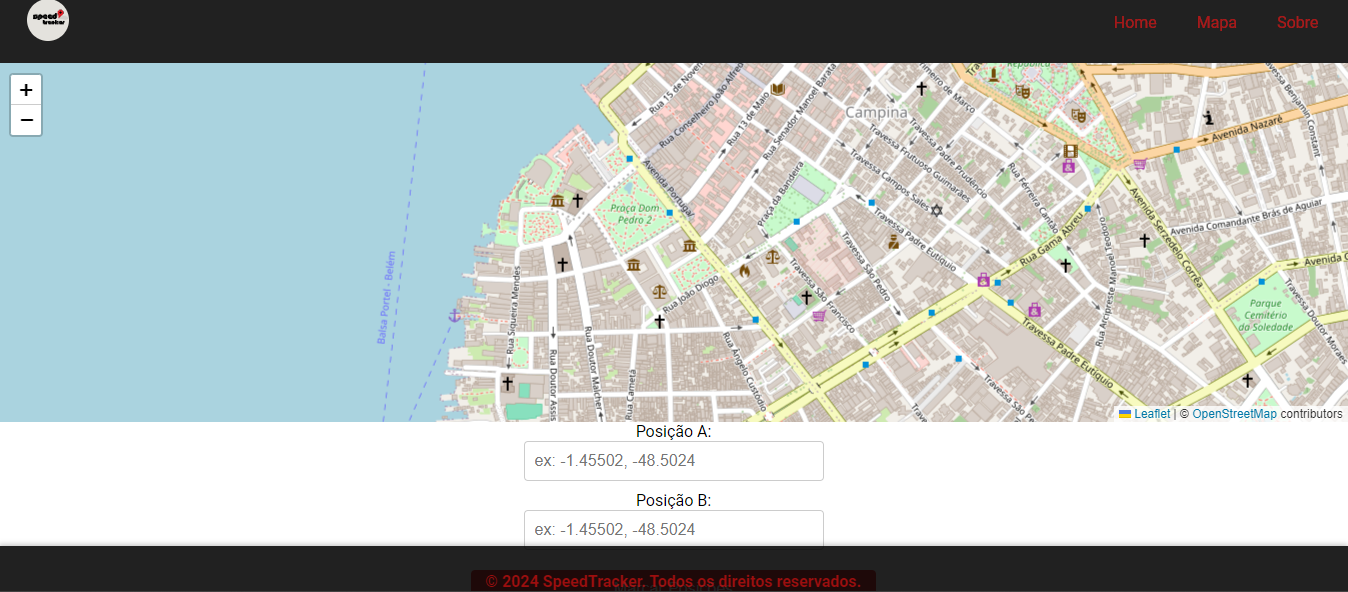 speed
tracker
Home Mapa Sobre
+
−
Rua 15 de Novem
Rua Conselheiro João Alfredo
Rua 13 de Maio
Rua Senador Manoel Barata
Campina
República
Primeiro de Março
Avenida Nazaré
Travessa Benjamin Constant
Travessa Padre Prudêncio
Travessa Frutuoso Guimarães
Travessa Campos Sales
Rua Férreira Cantão
Avenida Portugal
Praça Dom
Pedro 2
Praça da Bandeira
Travessa Padre Eutíquio
Rua Gama Abreu
Rua Arcipreste Manoel Teodoro
Avenida Serzedelo Corrêa
Avenida Comandante Brás de Aguiar
Avenida G
Balsa Portel - Belém
Rua Siqueira Mendes
Rua João Diogo
Travessa São Francisco
Travessa São Pedro
Parque
Cemitério
da Soledade
Travessa Doutor Moraes
Rua Doutor Assis
Rua Doutor Malcher
Rua Cametá
Rua Ângelo Custódio
Travessa Padre Eutíquio
Travessa São P
Leaflet | © OpenStreetMap contributors
Posição A:
ex: -1.45502, -48.5024
Posição B:
ex: -1.45502, -48.5024
© 2024 SpeedTracker. Todos os direitos reservados.